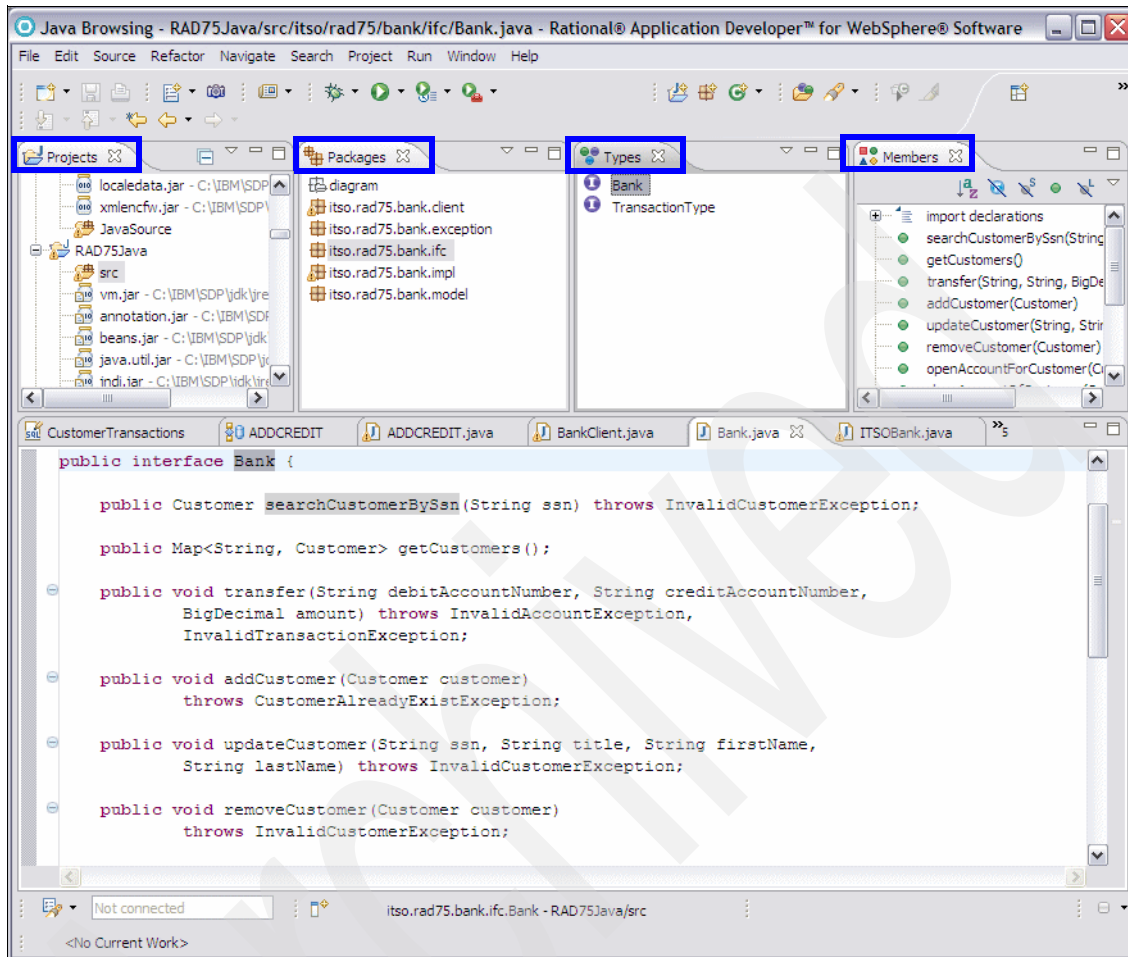 Java Browsing - RAD75Java/src/itso/rad75/bank/ifc/Bank.java - Rational® Application Developer™ for WebSphere® Software
File Edit Source Refactor Navigate Search Project Run Window Help
Projects
Packages
Types
Members
localedata.jar - C:\IBM\SDP
xmlencfw.jar - C:\IBM\SDP\
JavaSource
RAD75Java
src
vm.jar - C:\IBM\SDP\jdk\jre
annotation.jar - C:\IBM\SDP
beans.jar - C:\IBM\SDP\jdk
java.util.jar - C:\IBM\SDP\
indi.jar - C:\IBM\SDP\jdk\jre
diagram
itso.rad75.bank.client
itso.rad75.bank.exception
itso.rad75.bank.ifc
itso.rad75.bank.impl
itso.rad75.bank.model
Bank
TransactionType
import declarations
searchCustomerBySsn(String
getCustomers()
transfer(String, String, BigDe
addCustomer(Customer)
updateCustomer(String, Strin
removeCustomer(Customer)
openAccountForCustomer(Cu
CustomerTransactions ADDCREDIT ADDCREDIT.java BankClient.java Bank.java ITSOBank.java »5
public interface Bank {
public Customer searchCustomerBySsn(String ssn) throws InvalidCustomerException;
public Map<String, Customer> getCustomers();
public void transfer(String debitAccountNumber, String creditAccountNumber,
BigDecimal amount) throws InvalidAccountException,
InvalidTransactionException;
public void addCustomer(Customer customer)
throws CustomerAlreadyExistException;
public void updateCustomer(String ssn, String title, String firstName,
String lastName) throws InvalidCustomerException;
public void removeCustomer(Customer customer)
throws InvalidCustomerException;
Not connected
itso.rad75.bank.ifc.Bank - RAD75Java/src
<No Current Work>